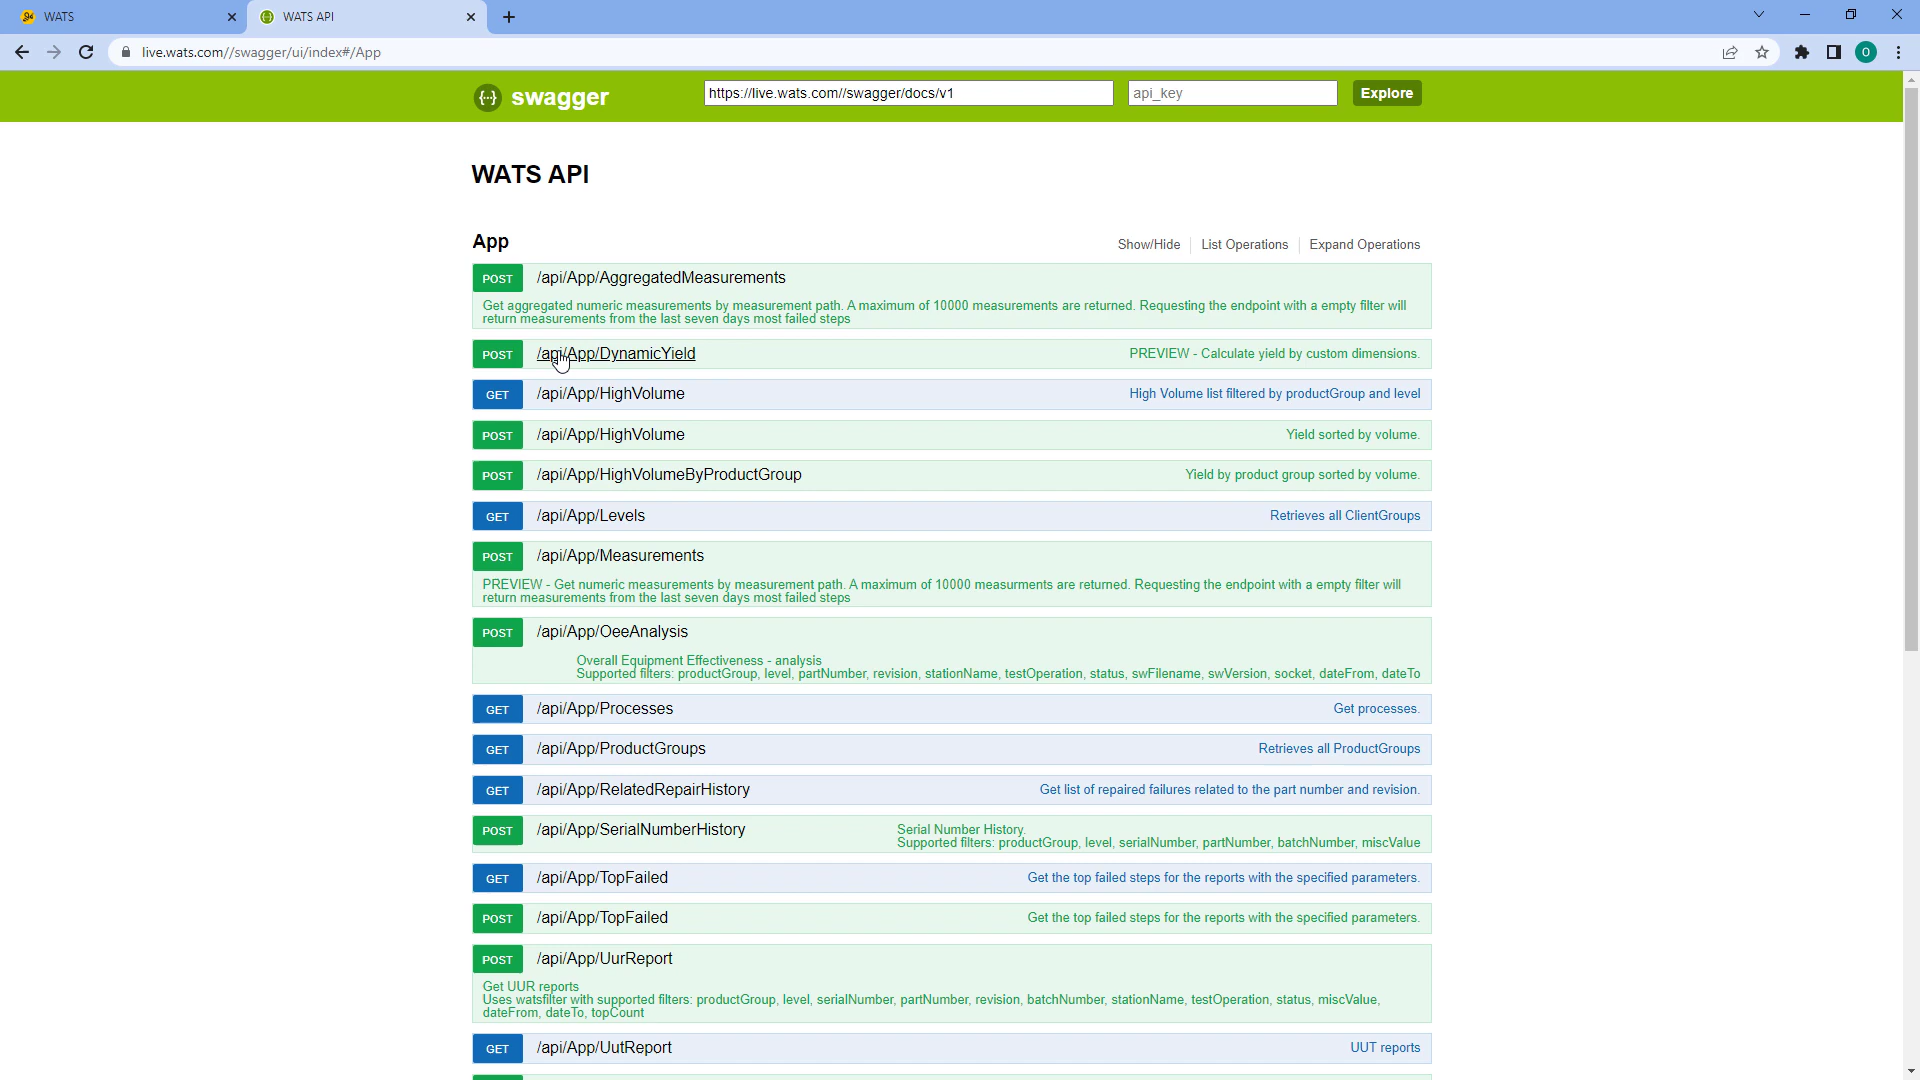 WATS
WATS API
live.wats.com//swagger/ui/index#/App
O
{··} swagger
https://live.wats.com//swagger/docs/v1
api_key
Explore
WATS API
App
Show/Hide
List Operations
Expand Operations
POST /api/App/AggregatedMeasurements
Get aggregated numeric measurements by measurement path. A maximum of 10000 measurements are returned. Requesting the endpoint with a empty filter will
return measurements from the last seven days most failed steps
POST /api/App/DynamicYield PREVIEW - Calculate yield by custom dimensions.
GET /api/App/HighVolume High Volume list filtered by productGroup and level
POST /api/App/HighVolume Yield sorted by volume.
POST /api/App/HighVolumeByProductGroup Yield by product group sorted by volume.
GET /api/App/Levels Retrieves all ClientGroups
POST /api/App/Measurements
PREVIEW - Get numeric measurements by measurement path. A maximum of 10000 measurments are returned. Requesting the endpoint with a empty filter will
return measurements from the last seven days most failed steps
POST /api/App/OeeAnalysis
Overall Equipment Effectiveness - analysis
Supported filters: productGroup, level, partNumber, revision, stationName, testOperation, status, swFilename, swVersion, socket, dateFrom, dateTo
GET /api/App/Processes Get processes.
GET /api/App/ProductGroups Retrieves all ProductGroups
GET /api/App/RelatedRepairHistory Get list of repaired failures related to the part number and revision.
POST /api/App/SerialNumberHistory Serial Number History.
Supported filters: productGroup, level, serialNumber, partNumber, batchNumber, miscValue
GET /api/App/TopFailed Get the top failed steps for the reports with the specified parameters.
POST /api/App/TopFailed Get the top failed steps for the reports with the specified parameters.
POST /api/App/UurReport
Get UUR reports
Uses watsfilter with supported filters: productGroup, level, serialNumber, partNumber, revision, batchNumber, stationName, testOperation, status, miscValue,
dateFrom, dateTo, topCount
GET /api/App/UutReport UUT reports